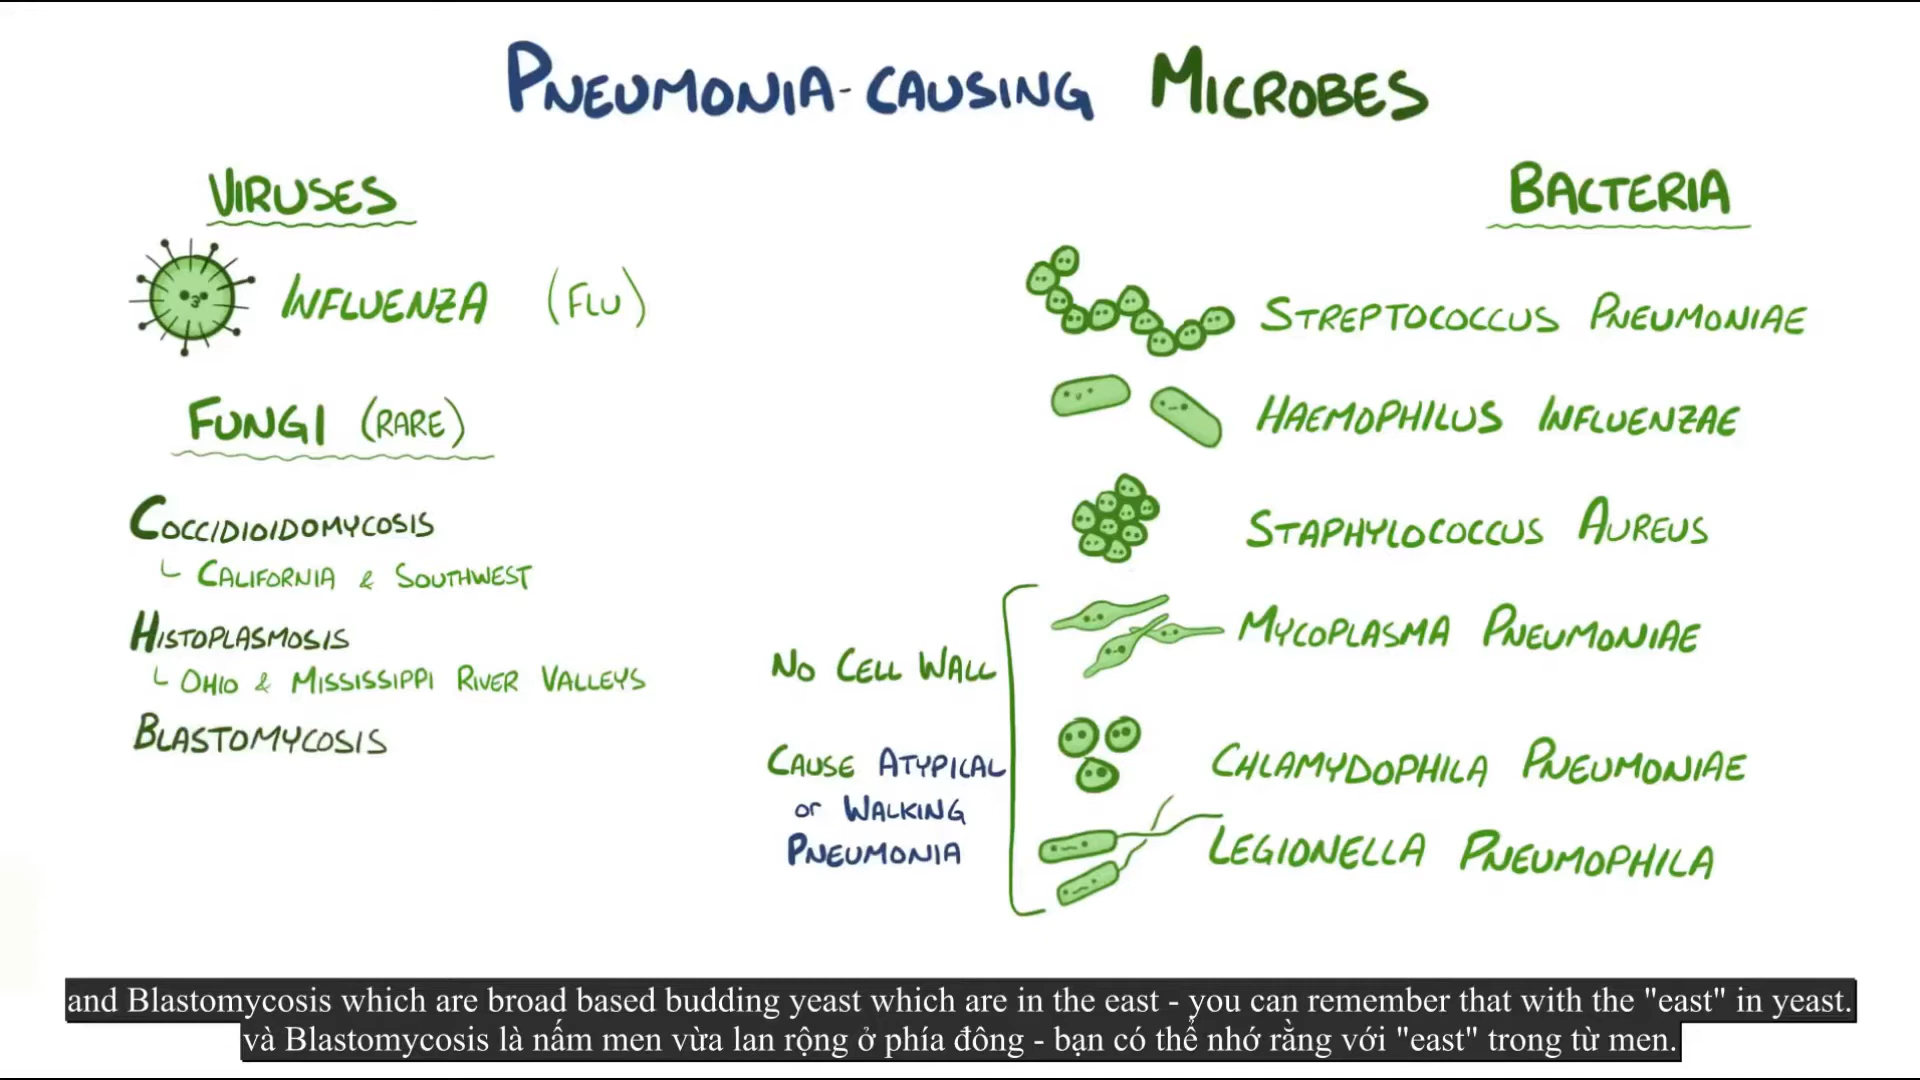 PNEUMONIA-CAUSING MICROBES
VIRUSES
INFLUENZA (FLU)
FUNGI (RARE)
COCCIDIOIDOMYCOSIS
CALIFORNIA & SOUTHWEST
HISTOPLASMOSIS
OHIO & MISSISSIPPI RIVER VALLEYS
BLASTOMYCOSIS
BACTERIA
STREPTOCOCCUS PNEUMONIAE
HAEMOPHILUS INFLUENZAE
STAPHYLOCOCCUS AUREUS
NO CELL WALL
CAUSE ATYPICAL
or WALKING
PNEUMONIA
MYCOPLASMA PNEUMONIAE
CHLAMYDOPHILA PNEUMONIAE
LEGIONELLA PNEUMOPHILA
and Blastomycosis which are broad based budding yeast which are in the east - you can remember that with the "east" in yeast.
và Blastomycosis là nấm men vừa lan rộng ở phía đông - bạn có thể nhớ rằng với "east" trong từ men.